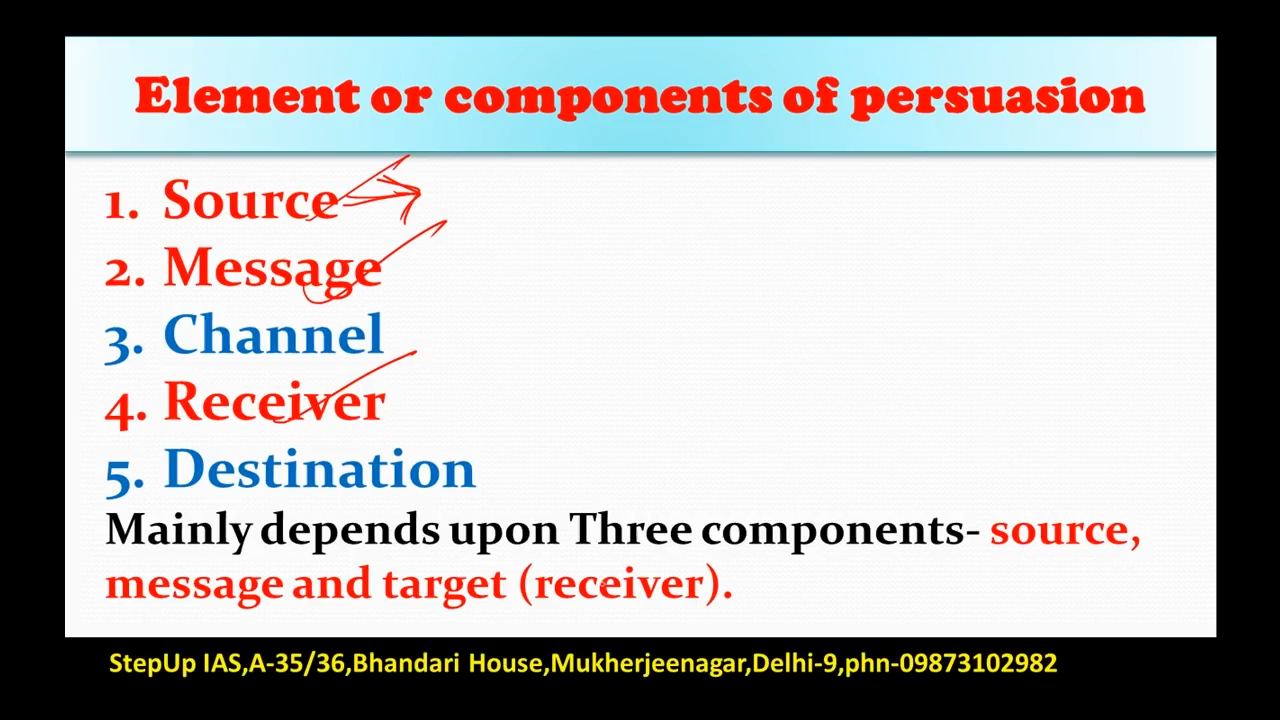 Element or components of persuasion
1. Source
2. Message
3. Channel
4. Receiver
5. Destination
Mainly depends upon Three components- source,
message and target (receiver).
StepUp IAS,A-35/36,Bhandari House,Mukherjeenagar,Delhi-9,phn-09873102982